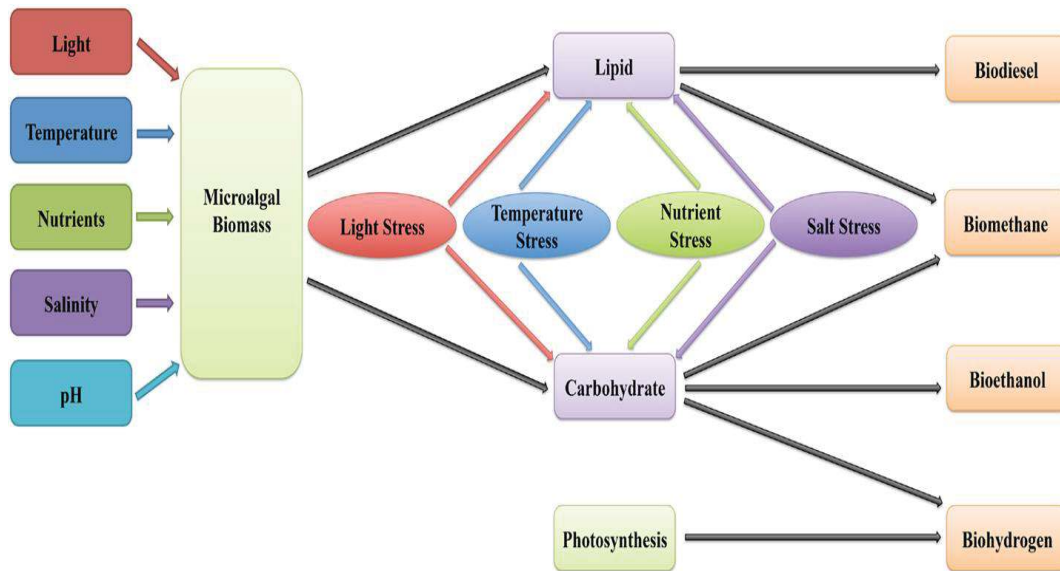 Light
Temperature
Nutrients
Salinity
pH
Microalgal
Biomass
Lipid
Light Stress
Temperature
Stress
Nutrient
Stress
Salt Stress
Carbohydrate
Photosynthesis
Biodiesel
Biomethane
Bioethanol
Biohydrogen